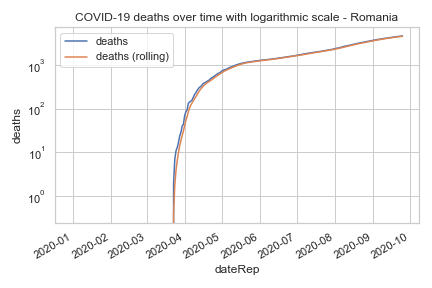 COVID-19 deaths over time with logarithmic scale - Romania
deaths
deaths (rolling)
10³
10²
10¹
10⁰
deaths
2020-01
2020-02
2020-03
2020-04
2020-05
2020-06
2020-07
2020-08
2020-09
2020-10
dateRep